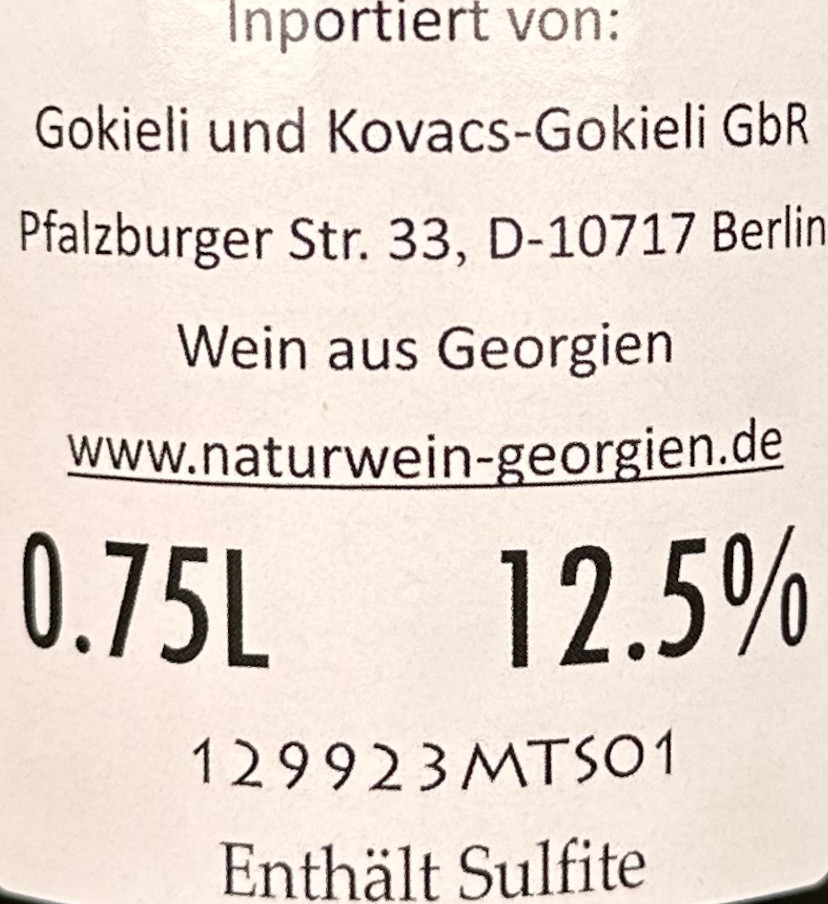 Inportiert von:
Gokieli und Kovacs-Gokieli GbR
Pfalzburger Str. 33, D-10717 Berlin
Wein aus Georgien
www.naturwein-georgien.de
0.75L 12.5%
129923MTSO1
Enthält Sulfite